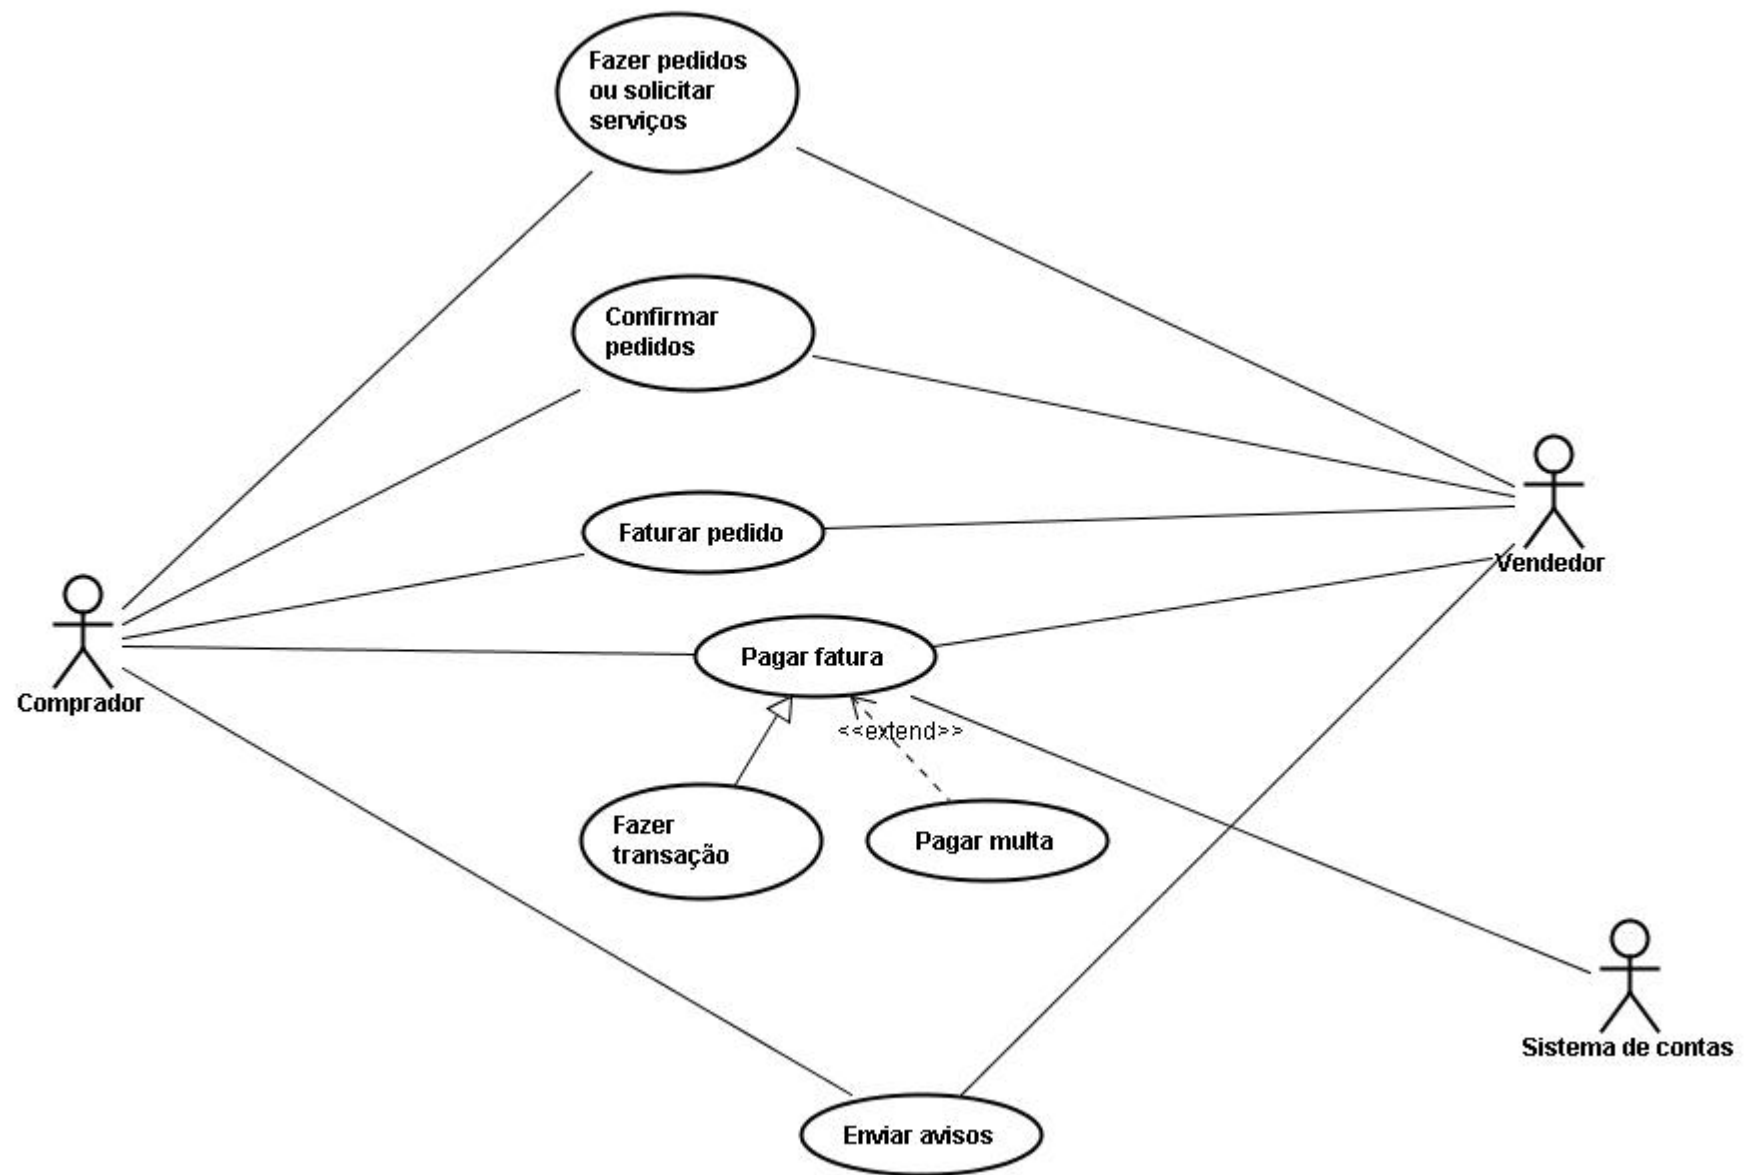 Fazer pedidos
ou solicitar
serviços
Confirmar
pedidos
Faturar pedido
Vendedor
Pagar fatura
Comprador
<<extend>>
Fazer
transação
Pagar multa
Sistema de contas
Enviar avisos